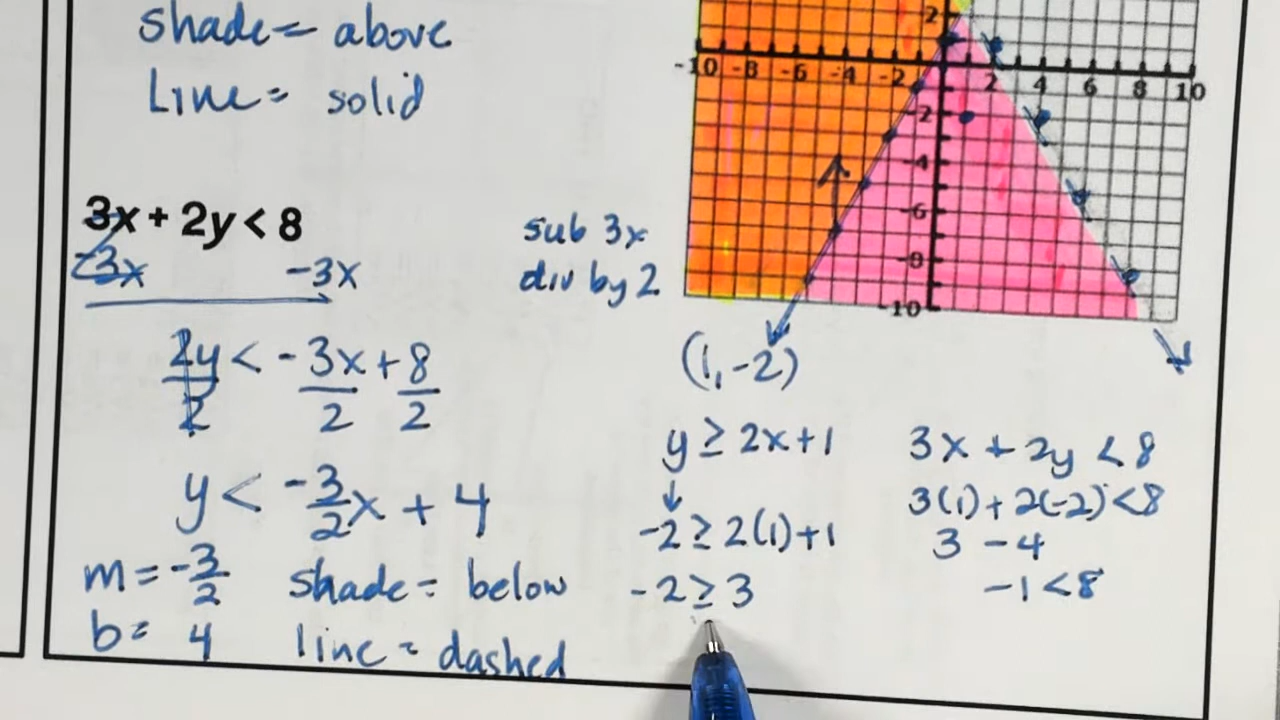 shade = above
Line = solid
2
-10 -8 -6 -4 -2 2 4 6 8 10
-2
-4
-6
-8
-10
3x + 2y < 8
-3x -3x
sub 3x
div by 2
2y < -3x + 8
2 2 2
y < -3/2 x + 4
m = -3/2 shade = below
b = 4 line = dashed
(1, -2)
y ≥ 2x+1
-2 ≥ 2(1)+1
-2 ≥ 3
3x + 2y < 8
3(1) + 2(-2) < 8
3 - 4
-1 < 8